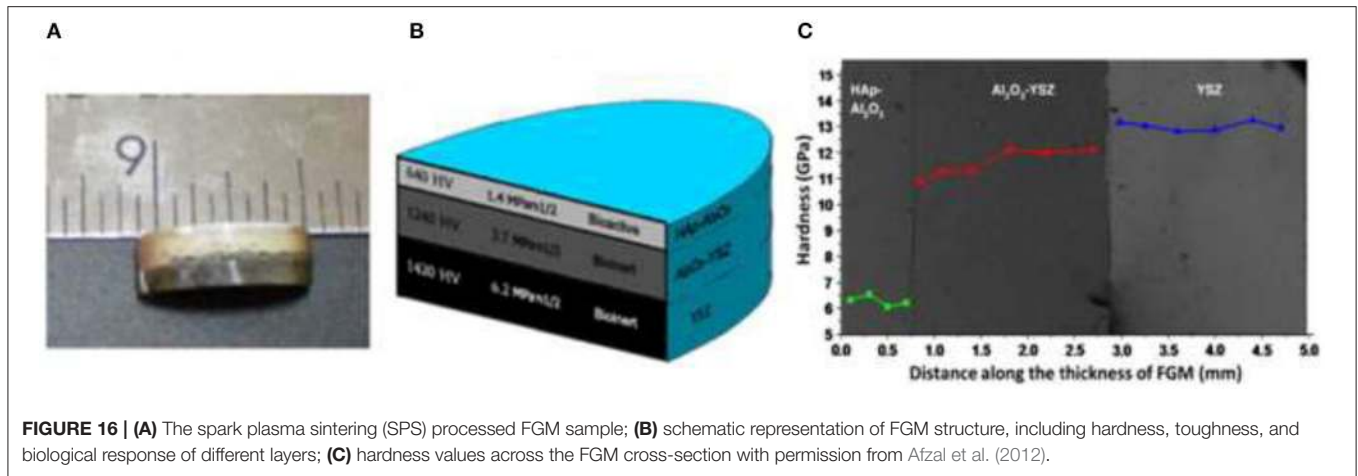 A
B
C
9
640 HV
1.4 MPam1/2
Bioactive
HAp-Al₂O₃
1240 HV
3.7 MPam1/2
Bioinert
Al₂O₃-YSZ
1420 HV
6.2 MPam1/2
Bioinert
YSZ
HAp-
Al₂O₃
Al₂O₃-YSZ
YSZ
Hardness (GPa)
15
14
13
12
11
10
9
8
7
6
5
0.0 0.5 1.0 1.5 2.0 2.5 3.0 3.5 4.0 4.5 5.0
Distance along the thickness of FGM (mm)
FIGURE 16 | (A) The spark plasma sintering (SPS) processed FGM sample; (B) schematic representation of FGM structure, including hardness, toughness, and
biological response of different layers; (C) hardness values across the FGM cross-section with permission from Afzal et al. (2012).